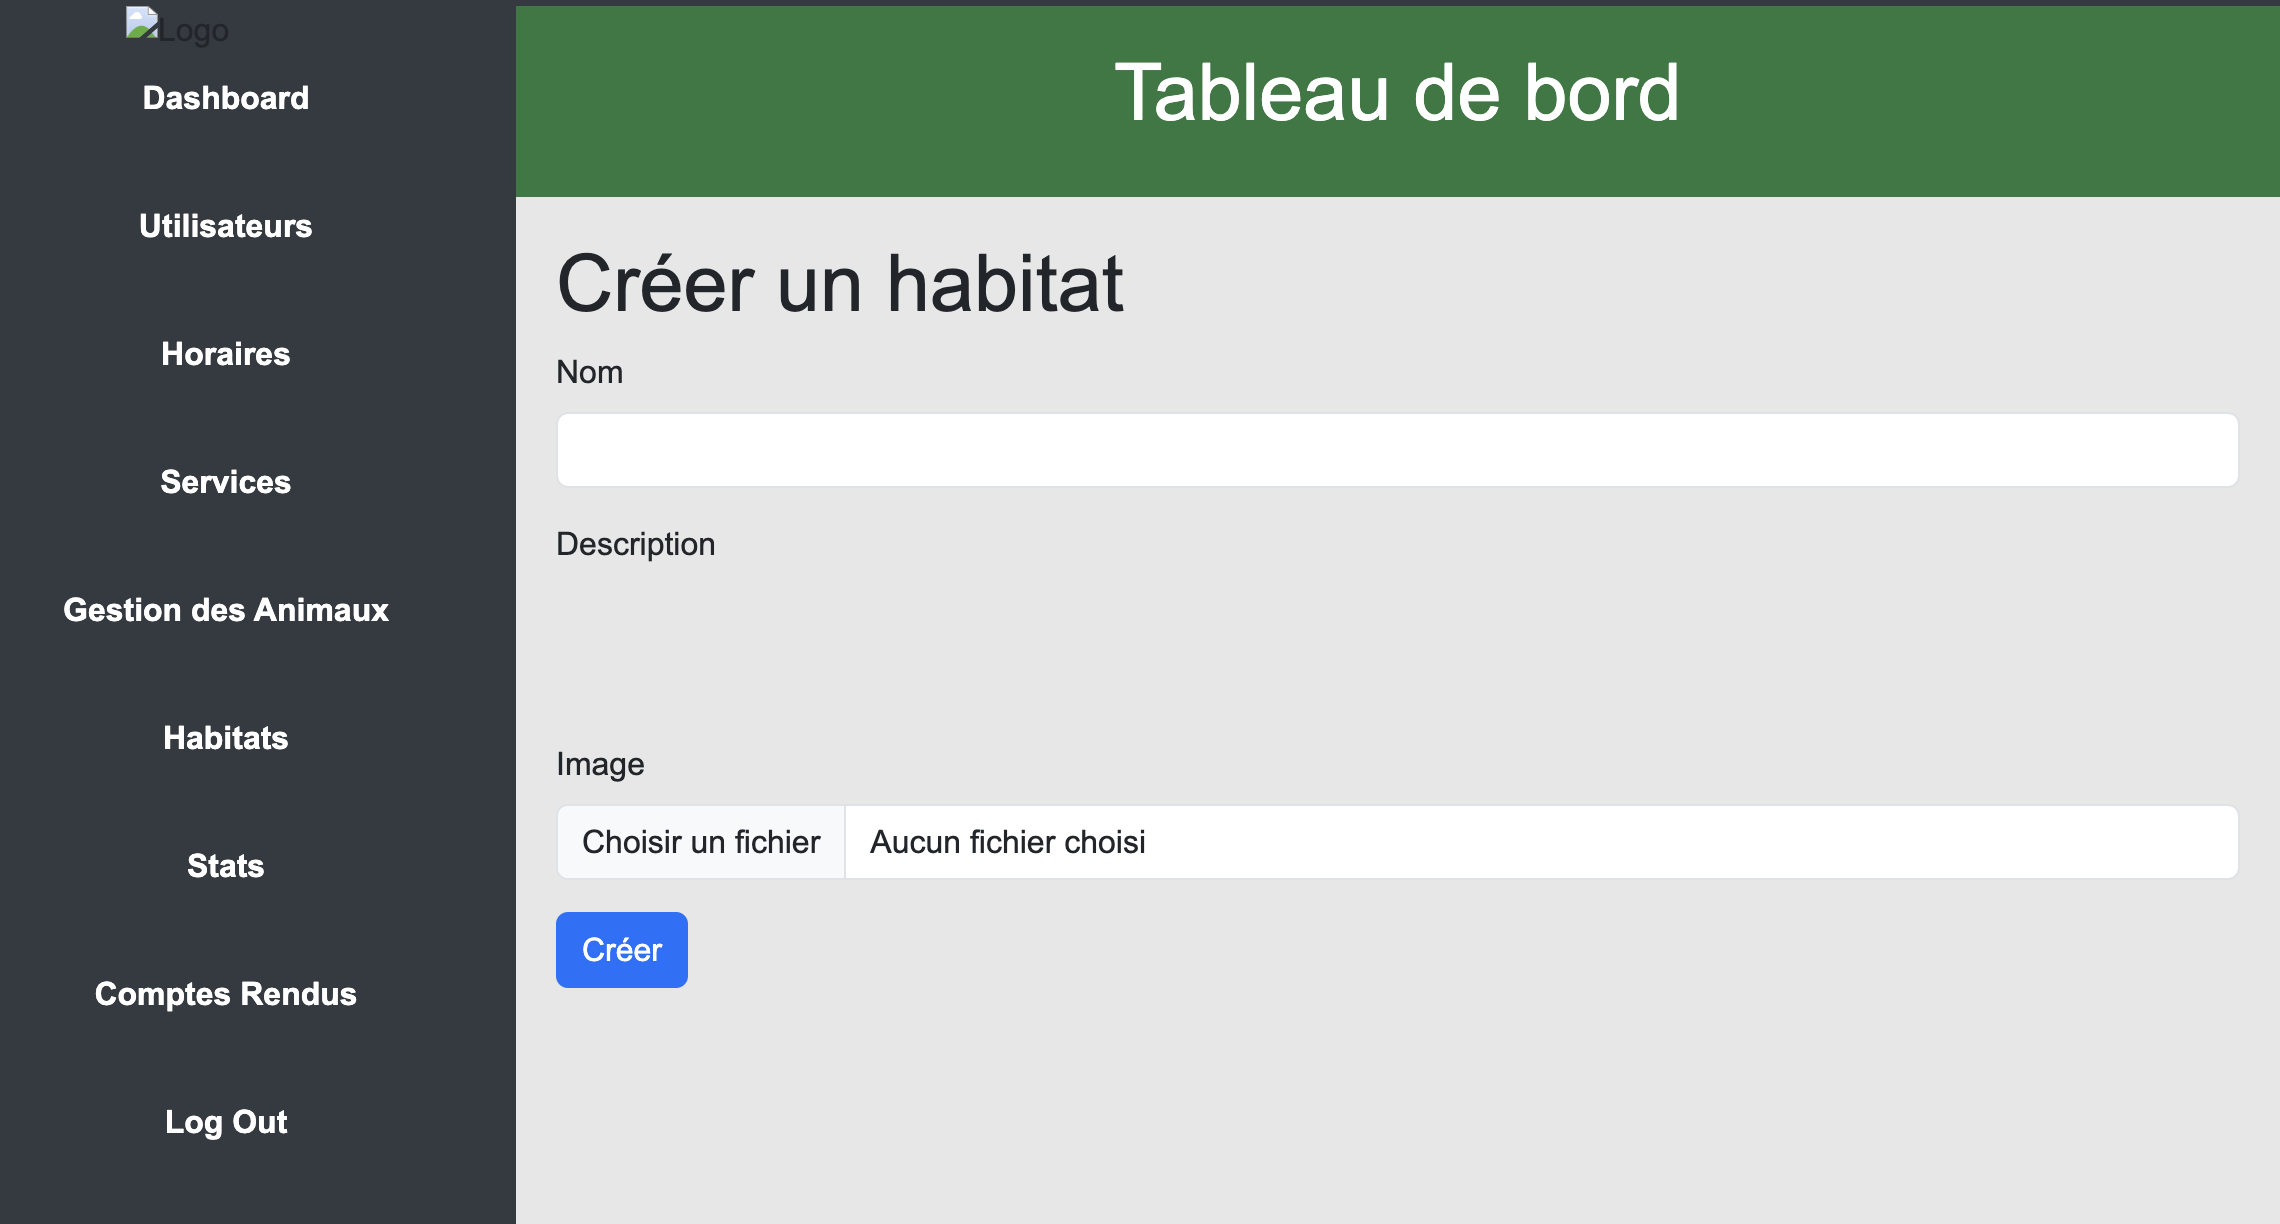 Logo
Dashboard
Utilisateurs
Horaires
Services
Gestion des Animaux
Habitats
Stats
Comptes Rendus
Log Out
Tableau de bord
Créer un habitat
Nom
Description
Image
Choisir un fichier Aucun fichier choisi
Créer